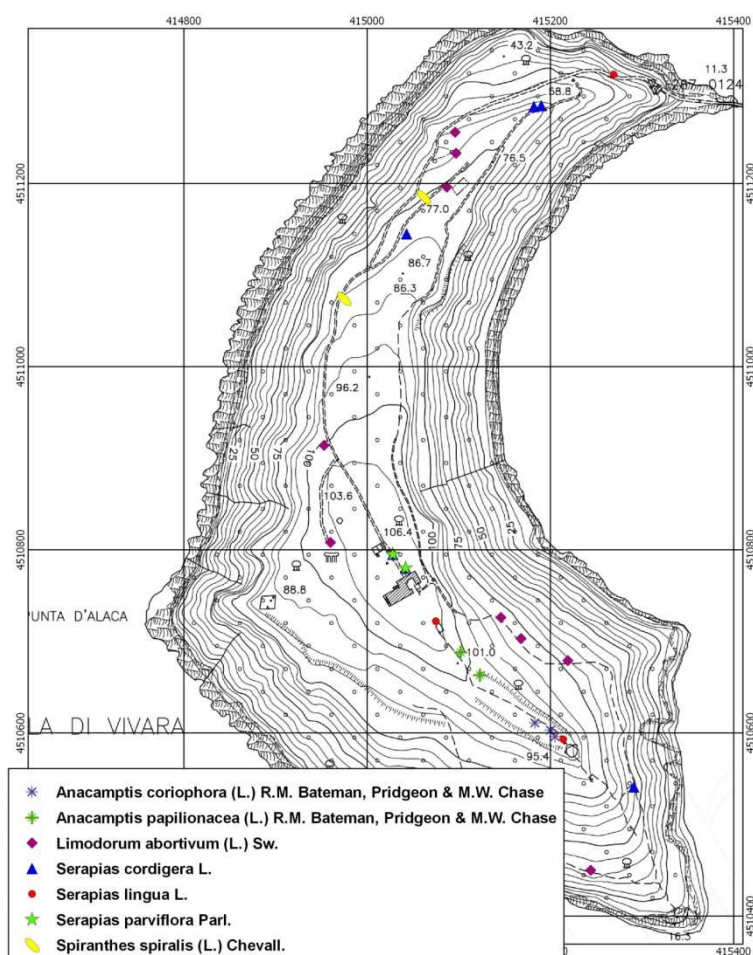 414800 415000 415200 415400
43.2
11.3
0124
58.8
4511200
76.5
77.0
86.7
86.3
4511000
96.2
25 50 75 100
103.6
106.4
100 75 50 25
4510800
88.8
PUNTA D'ALACA
101.0
4510600
LA DI VIVARA
95.4
Anacamptis coriophora (L.) R.M. Bateman, Pridgeon & M.W. Chase
Anacamptis papilionacea (L.) R.M. Bateman, Pridgeon & M.W. Chase
Limodorum abortivum (L.) Sw.
Serapias cordigera L.
Serapias lingua L.
Serapias parviflora Parl.
Spiranthes spiralis (L.) Chevall.
4510400
16.3
415400